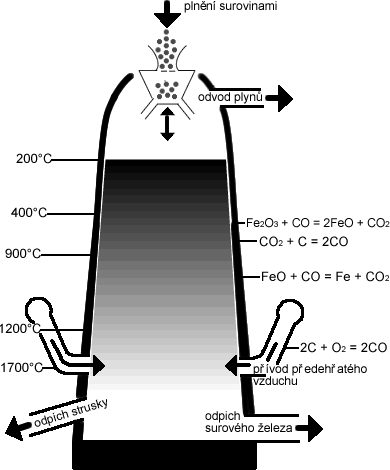 plnění surovinami
odvod plynů
200°C
400°C
Fe₂O₃ + CO = 2FeO + CO₂
CO₂ + C = 2CO
900°C
FeO + CO = Fe + CO₂
1200°C
2C + O₂ = 2CO
1700°C
přívod předehřatého
vzduchu
odpich strusky
odpich
surového železa